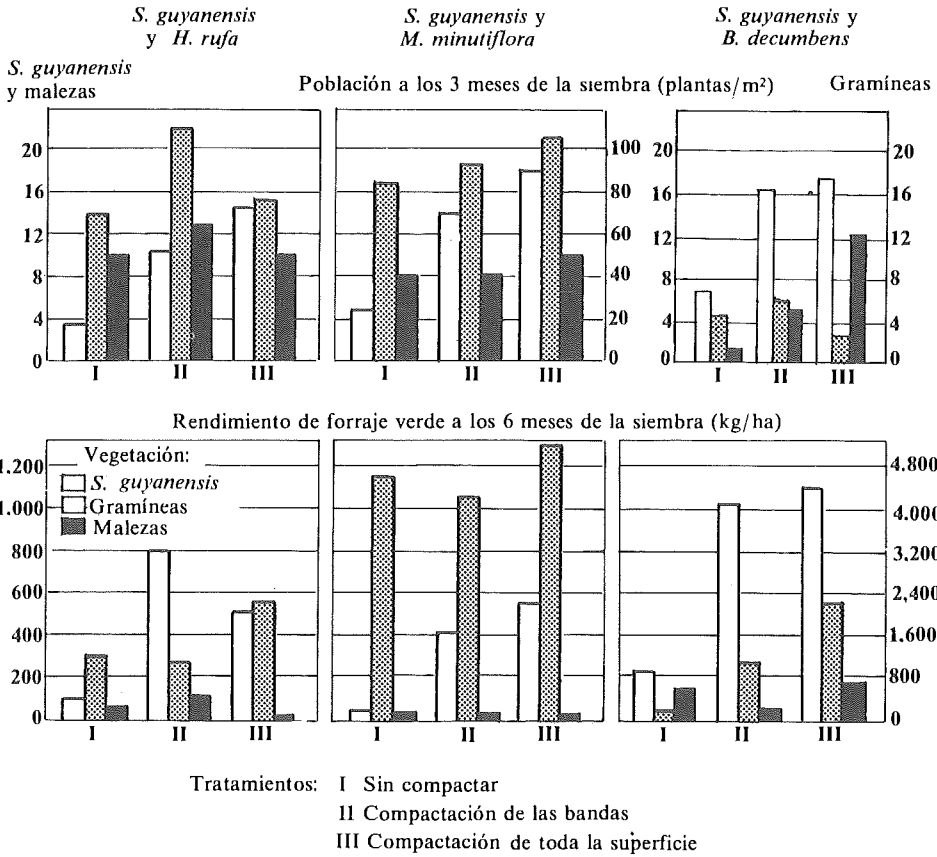 S. guyanensis
y H. rufa
S. guyanensis y
M. minutiflora
S. guyanensis y
B. decumbens
S. guyanensis
y malezas
Población a los 3 meses de la siembra (plantas/m²)
Gramíneas
20
16
12
8
4
0
I II III
100
80
60
40
20
0
I II III
20
16
12
8
4
0
20
16
12
8
4
0
I II III
Rendimiento de forraje verde a los 6 meses de la siembra (kg/ha)
1.200
1.000
800
600
400
200
0
Vegetación:
S. guyanensis
Gramíneas
Malezas
I II III
I II III
4,800
4.000
3,200
2,400
1.600
800
0
I II III
Tratamientos: I Sin compactar
II Compactación de las bandas
III Compactación de toda la superficie